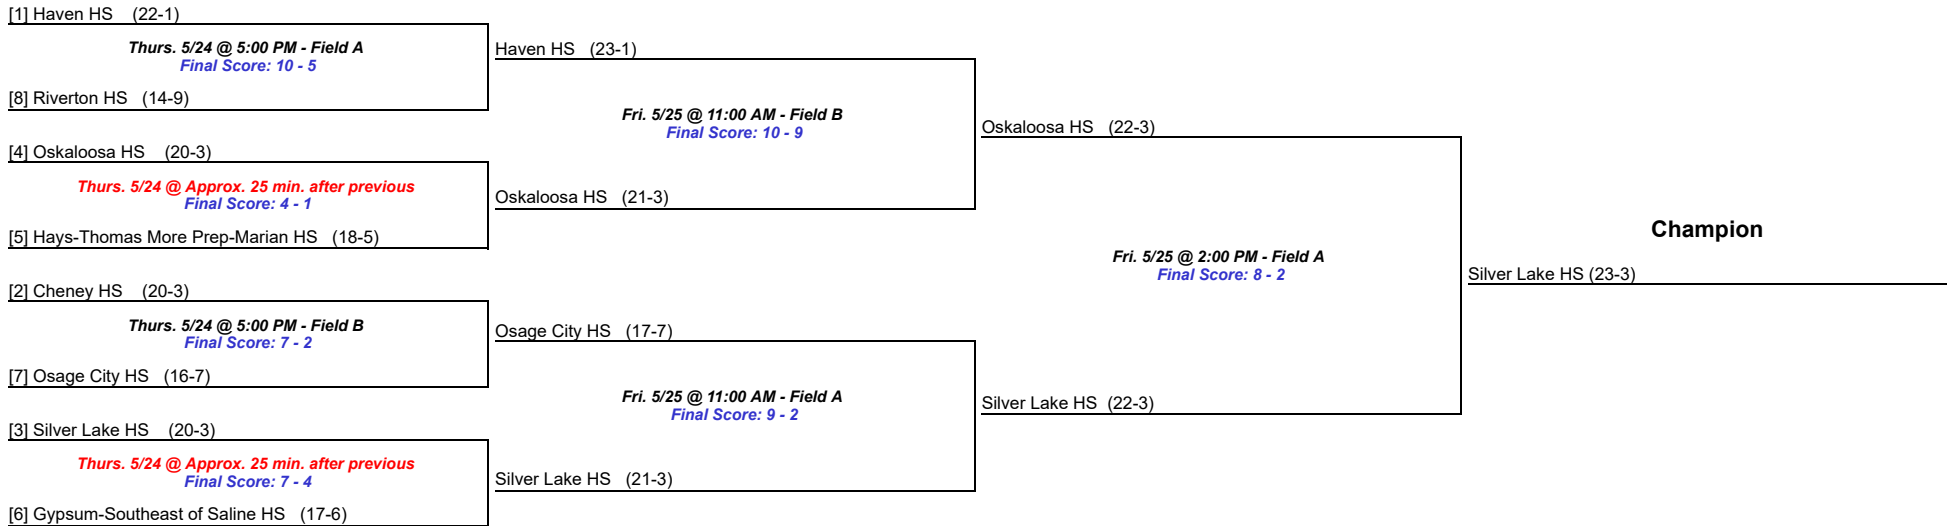 [1] Haven HS (22-1)
Thurs. 5/24 @ 5:00 PM - Field A
Final Score: 10 - 5
[8] Riverton HS (14-9)
[4] Oskaloosa HS (20-3)
Thurs. 5/24 @ Approx. 25 min. after previous
Final Score: 4 - 1
[5] Hays-Thomas More Prep-Marian HS (18-5)
[2] Cheney HS (20-3)
Thurs. 5/24 @ 5:00 PM - Field B
Final Score: 7 - 2
[7] Osage City HS (16-7)
[3] Silver Lake HS (20-3)
Thurs. 5/24 @ Approx. 25 min. after previous
Final Score: 7 - 4
[6] Gypsum-Southeast of Saline HS (17-6)
Haven HS (23-1)
Fri. 5/25 @ 11:00 AM - Field B
Final Score: 10 - 9
Oskaloosa HS (21-3)
Osage City HS (17-7)
Fri. 5/25 @ 11:00 AM - Field A
Final Score: 9 - 2
Silver Lake HS (21-3)
Oskaloosa HS (22-3)
Fri. 5/25 @ 2:00 PM - Field A
Final Score: 8 - 2
Silver Lake HS (22-3)
Champion
Silver Lake HS (23-3)